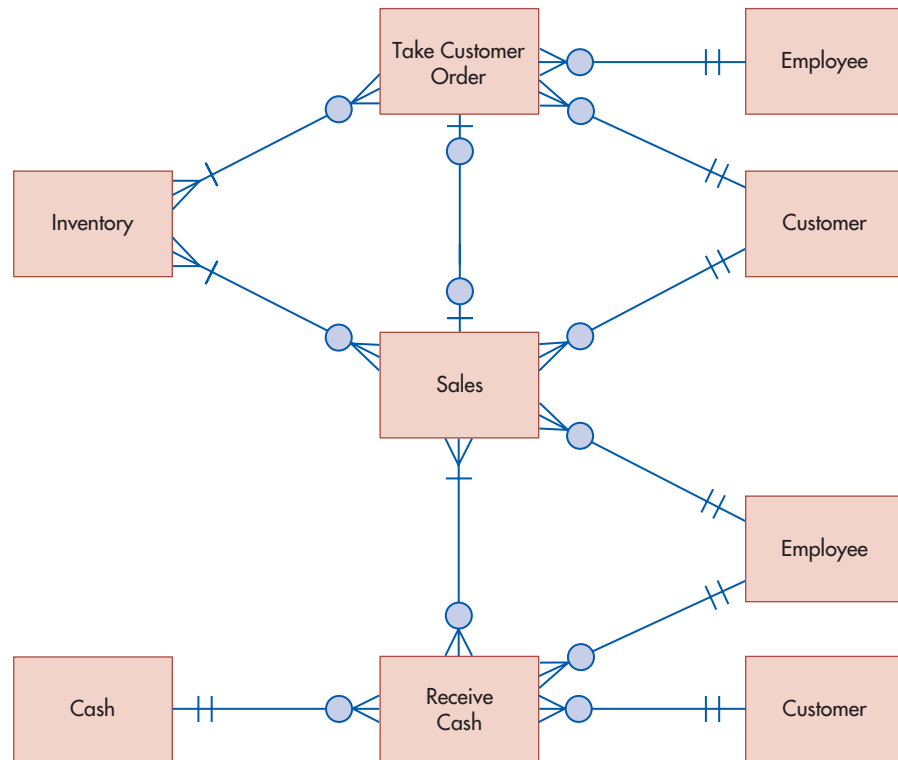 Take Customer
Order
Employee
Inventory
Customer
Sales
Employee
Cash
Receive
Cash
Customer